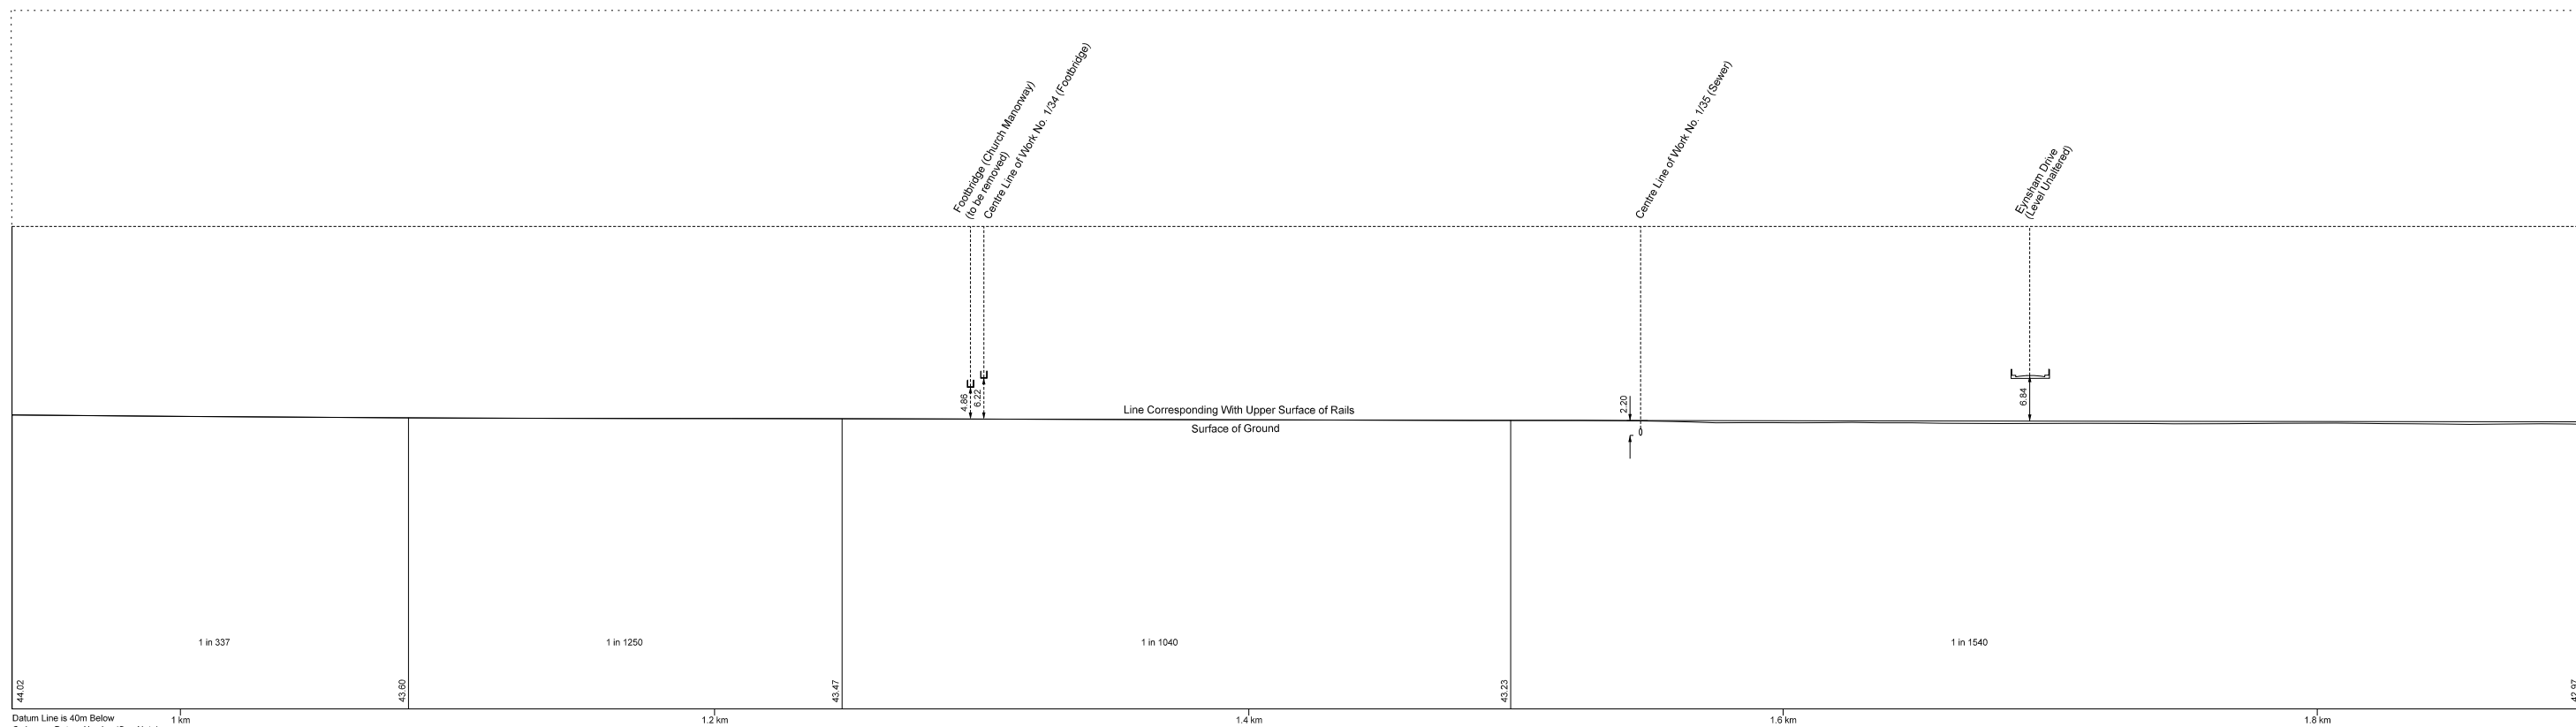 Footbridge (Church Manorway)
(to be removed)
Centre Line of Work No. 1/34 (Footbridge)
Centre Line of Work No. 1/35 (Sewer)
Eynsham Drive
(Level Unaltered)
4.86
6.22
2.20
6.84
Line Corresponding With Upper Surface of Rails
Surface of Ground
1 in 337
1 in 1250
1 in 1040
1 in 1540
44.02
43.60
43.47
43.23
42.97
Datum Line is 40m Below
1 km
1.2 km
1.4 km
1.6 km
1.8 km